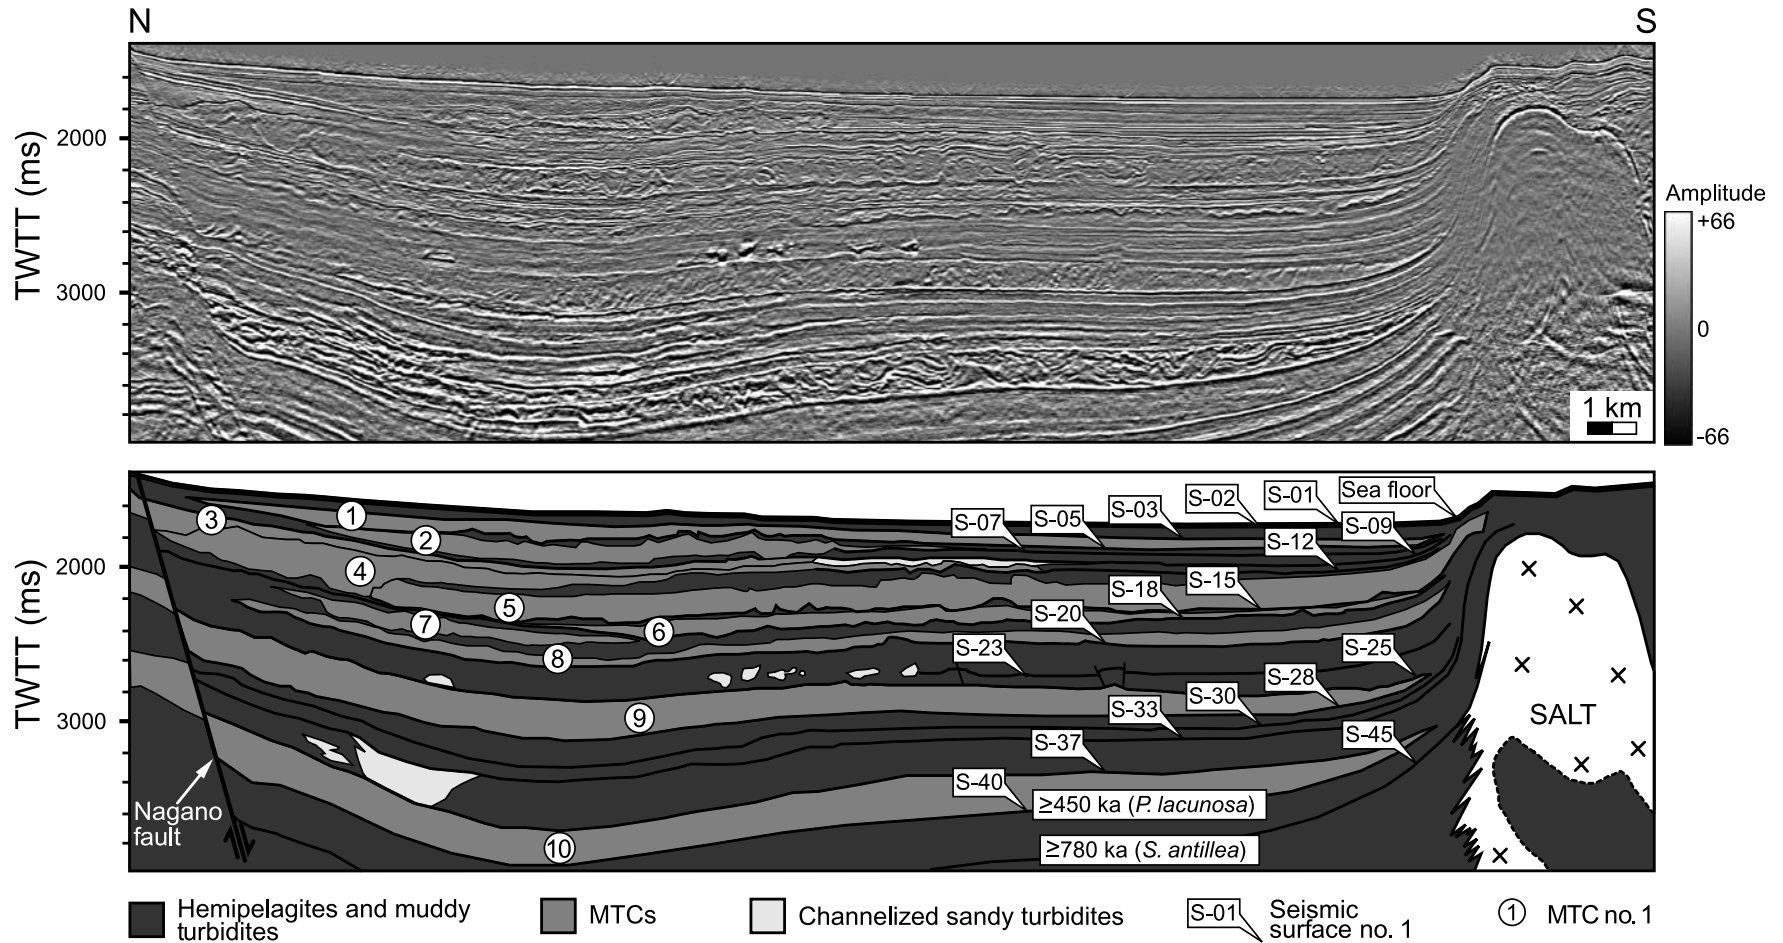 N
S
TWTT (ms)
2000
3000
Amplitude
+66
0
-66
1 km
Sea floor
S-01
S-02
S-03
S-05
S-07
S-09
S-12
S-15
S-18
S-20
S-23
S-25
S-28
S-30
S-33
S-37
S-40
S-45
1
2
3
4
5
6
7
8
9
10
TWTT (ms)
2000
3000
SALT
Nagano
fault
≥450 ka (P. lacunosa)
≥780 ka (S. antillea)
Hemipelagites and muddy
turbidites
MTCs
Channelized sandy turbidites
S-01
Seismic
surface no. 1
1
MTC no. 1